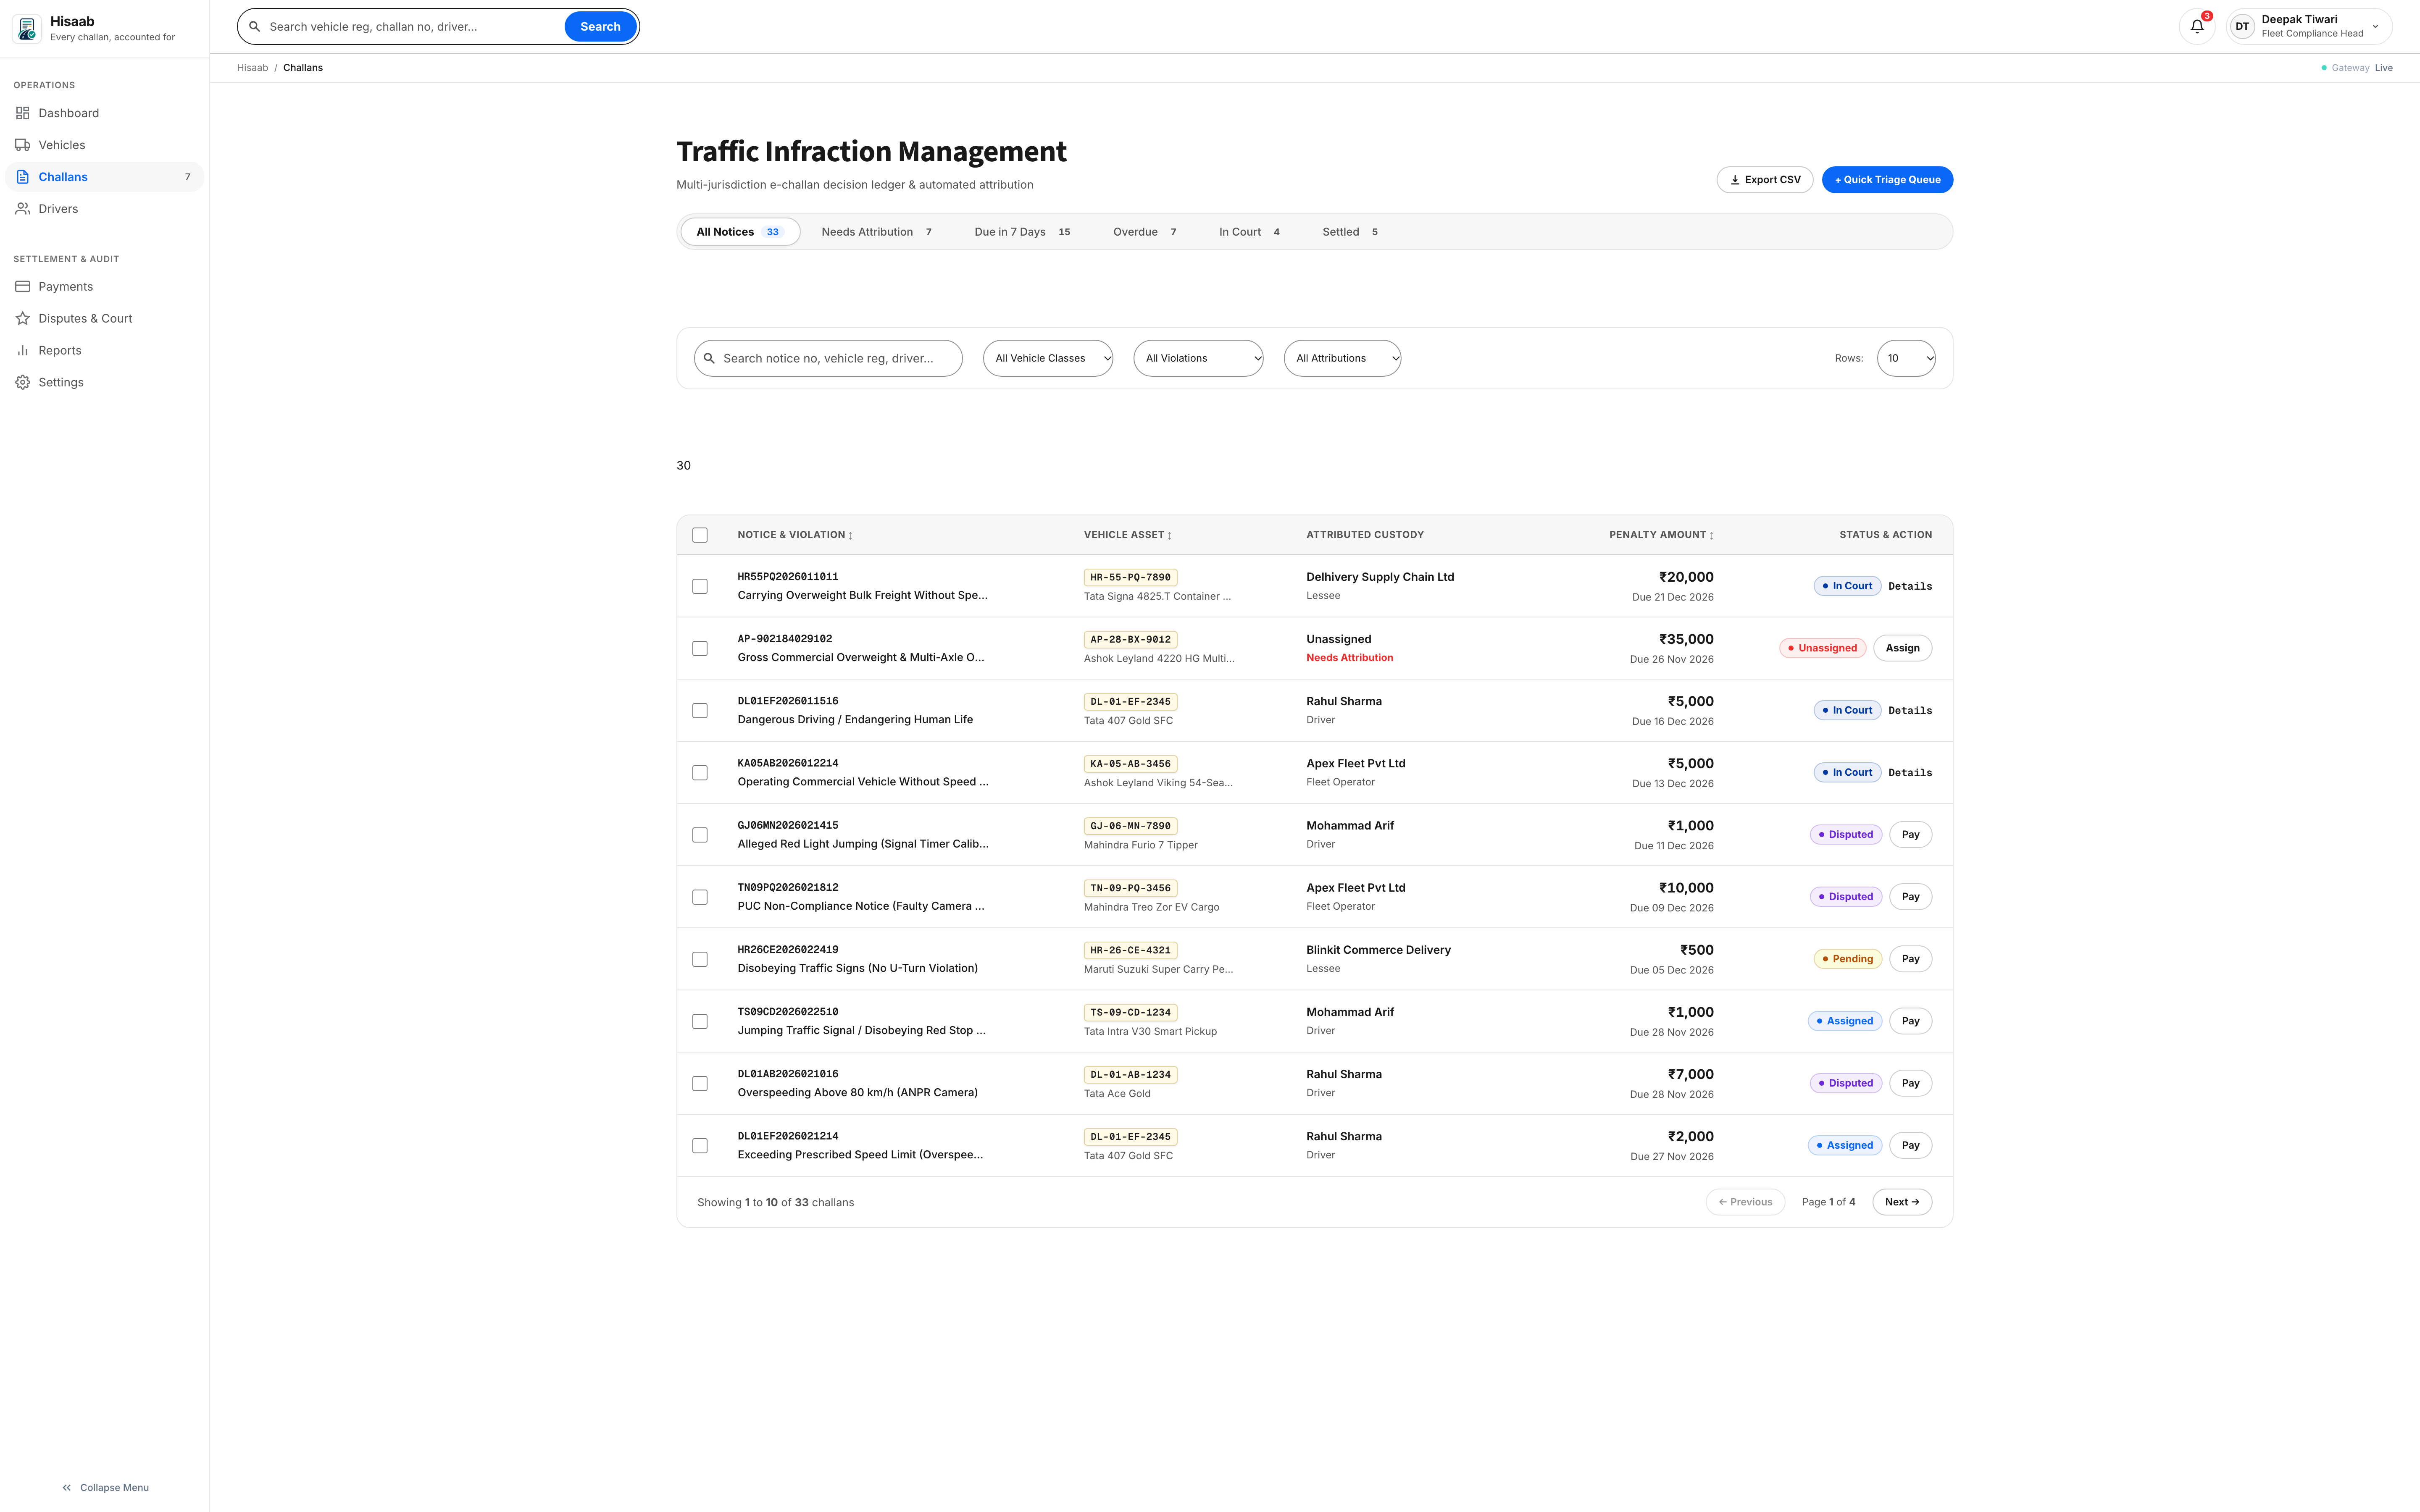 Hisaab
Every challan, accounted for
Search vehicle reg, challan no, driver...
Search
3
DT
Deepak Tiwari
Fleet Compliance Head
Hisaab / Challans
Gateway Live
OPERATIONS
Dashboard
Vehicles
Challans 7
Drivers
SETTLEMENT & AUDIT
Payments
Disputes & Court
Reports
Settings
Collapse Menu
Traffic Infraction Management
Multi-jurisdiction e-challan decision ledger & automated attribution
Export CSV
+ Quick Triage Queue
All Notices 33 Needs Attribution 7 Due in 7 Days 15 Overdue 7 In Court 4 Settled 5
Search notice no, vehicle reg, driver...
All Vehicle Classes
All Violations
All Attributions
Rows: 10
30
NOTICE & VIOLATION ↕ VEHICLE ASSET ↕ ATTRIBUTED CUSTODY PENALTY AMOUNT ↕ STATUS & ACTION
HR55PQ2026011011 HR-55-PQ-7890 Delhivery Supply Chain Ltd ₹20,000 In Court Details
Carrying Overweight Bulk Freight Without Spe... Tata Signa 4825.T Container ... Lessee Due 21 Dec 2026
AP-902184029102 AP-28-BX-9012 Unassigned ₹35,000 Unassigned Assign
Gross Commercial Overweight & Multi-Axle O... Ashok Leyland 4220 HG Multi... Needs Attribution Due 26 Nov 2026
DL01EF2026011516 DL-01-EF-2345 Rahul Sharma ₹5,000 In Court Details
Dangerous Driving / Endangering Human Life Tata 407 Gold SFC Driver Due 16 Dec 2026
KA05AB2026012214 KA-05-AB-3456 Apex Fleet Pvt Ltd ₹5,000 In Court Details
Operating Commercial Vehicle Without Speed ... Ashok Leyland Viking 54-Sea... Fleet Operator Due 13 Dec 2026
GJ06MN2026021415 GJ-06-MN-7890 Mohammad Arif ₹1,000 Disputed Pay
Alleged Red Light Jumping (Signal Timer Calib... Mahindra Furio 7 Tipper Driver Due 11 Dec 2026
TN09PQ2026021812 TN-09-PQ-3456 Apex Fleet Pvt Ltd ₹10,000 Disputed Pay
PUC Non-Compliance Notice (Faulty Camera ... Mahindra Treo Zor EV Cargo Fleet Operator Due 09 Dec 2026
HR26CE2026022419 HR-26-CE-4321 Blinkit Commerce Delivery ₹500 Pending Pay
Disobeying Traffic Signs (No U-Turn Violation) Maruti Suzuki Super Carry Pe... Lessee Due 05 Dec 2026
TS09CD2026022510 TS-09-CD-1234 Mohammad Arif ₹1,000 Assigned Pay
Jumping Traffic Signal / Disobeying Red Stop ... Tata Intra V30 Smart Pickup Driver Due 28 Nov 2026
DL01AB2026021016 DL-01-AB-1234 Rahul Sharma ₹7,000 Disputed Pay
Overspeeding Above 80 km/h (ANPR Camera) Tata Ace Gold Driver Due 28 Nov 2026
DL01EF2026021214 DL-01-EF-2345 Rahul Sharma ₹2,000 Assigned Pay
Exceeding Prescribed Speed Limit (Overspee... Tata 407 Gold SFC Driver Due 27 Nov 2026
Showing 1 to 10 of 33 challans
← Previous Page 1 of 4 Next →